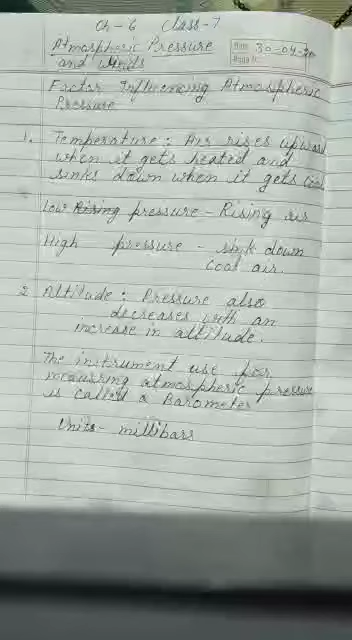 Ch-6 Class-7
Atmospheric Pressure
and winds
Date 30-04-20
Page No.
Factor Influencing Atmospheric
Pressure
1. Temperature: Air rises upward
when it gets heated and
sinks down when it gets cool
Low Rising pressure - Rising air
High pressure - sink down
cool air.
2 Altitude: Pressure also
decreases with an
increase in altitude.
The instrument use for
measuring atmospheric pressure
is called a Barometer
Units- millibars